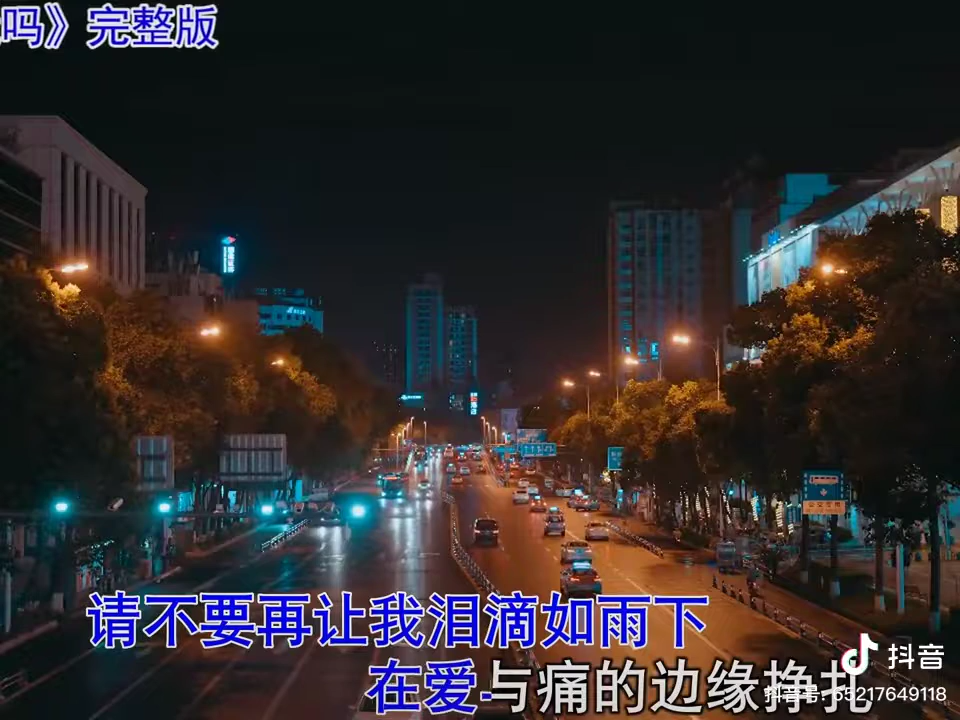 吗》完整版
请不要再让我泪滴如雨下
在爱与痛的边缘挣扎
抖音
抖音号: 65217649118